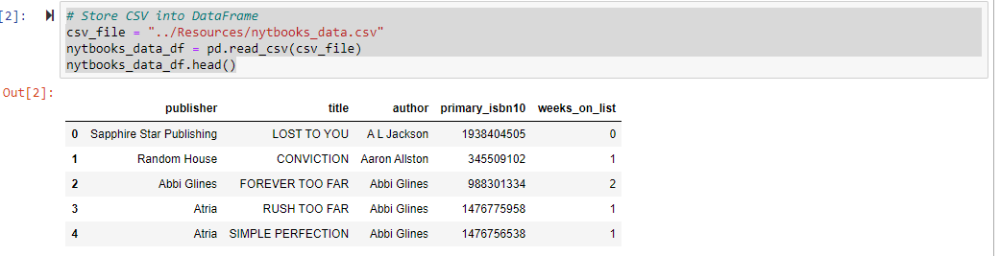 [2]:
# Store CSV into DataFrame
csv_file = "../Resources/nytbooks_data.csv"
nytbooks_data_df = pd.read_csv(csv_file)
nytbooks_data_df.head()
Out[2]:
publisher title author primary_isbn10 weeks_on_list
0 Sapphire Star Publishing LOST TO YOU A L Jackson 1938404505 0
1 Random House CONVICTION Aaron Allston 345509102 1
2 Abbi Glines FOREVER TOO FAR Abbi Glines 988301334 2
3 Atria RUSH TOO FAR Abbi Glines 1476775958 1
4 Atria SIMPLE PERFECTION Abbi Glines 1476756538 1